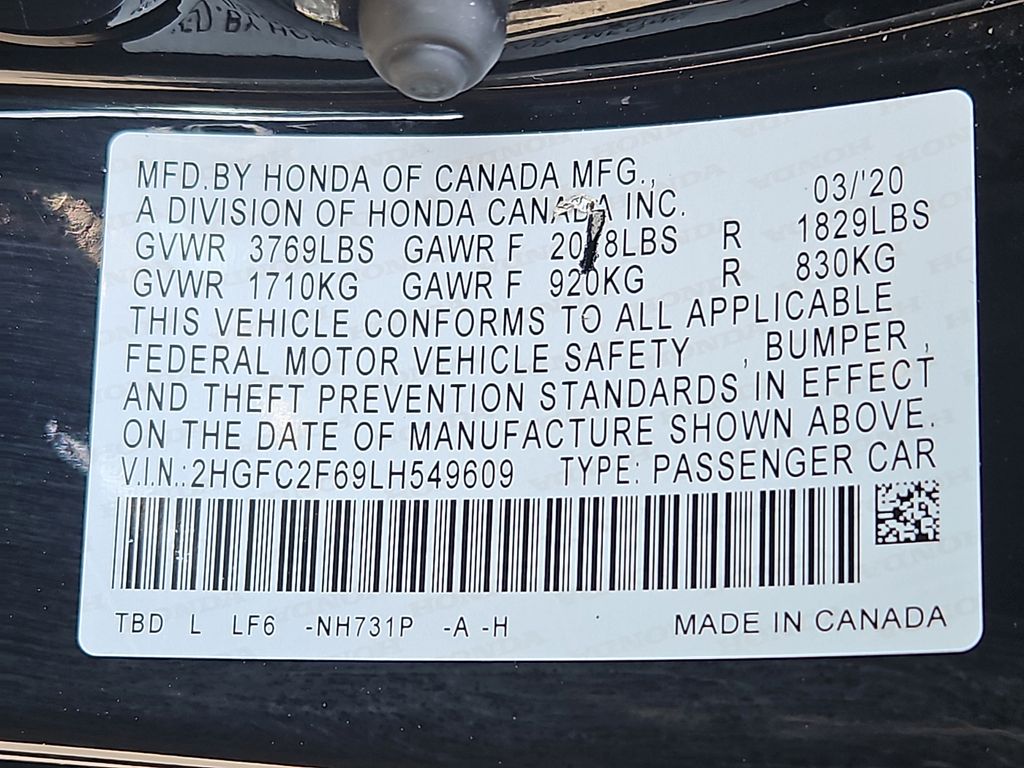 MFD.BY HONDA OF CANADA MFG.,
A DIVISION OF HONDA CANADA INC. 03/'20
GVWR 3769LBS GAWR F 2028LBS R 1829LBS
GVWR 1710KG GAWR F 920KG R 830KG
THIS VEHICLE CONFORMS TO ALL APPLICABLE
FEDERAL MOTOR VEHICLE SAFETY , BUMPER ,
AND THEFT PREVENTION STANDARDS IN EFFECT
ON THE DATE OF MANUFACTURE SHOWN ABOVE.
V.I.N.:2HGFC2F69LH549609 TYPE: PASSENGER CAR
TBD L LF6 -NH731P -A -H MADE IN CANADA